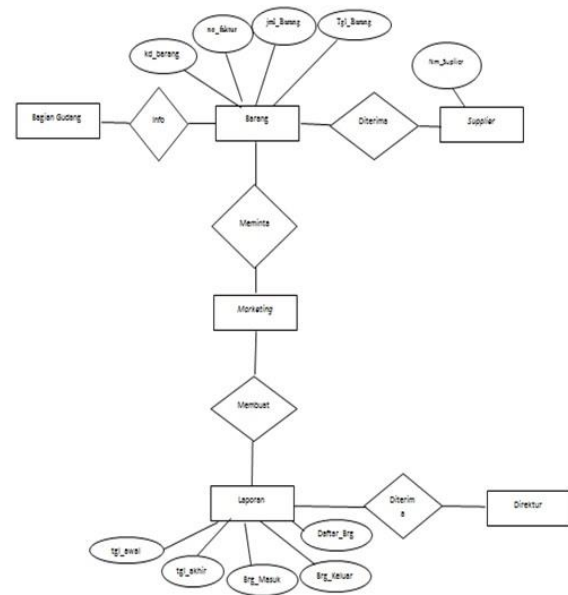 no_faktur
jml_Barang
Tgl_Barang
kd_barang
Nm_Suplier
Bagian Gudang
Info
Barang
Diterima
Supplier
Meminta
Marketing
Membuat
Laporan
Diterim
a
Direktur
Daftar_Brg
tgl_awal
tgl_akhir
Brg_Masuk
Brg_Keluar